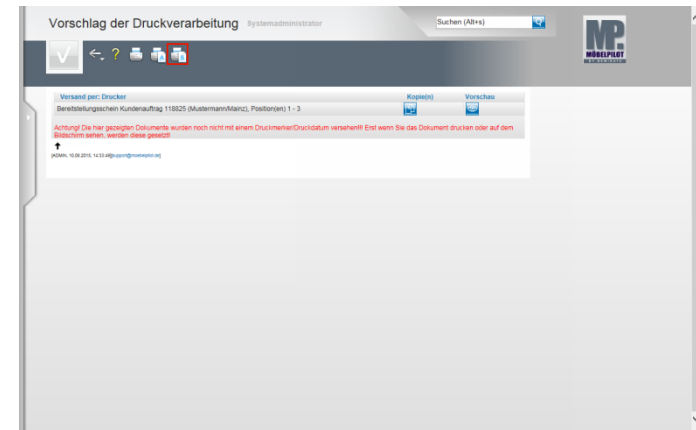 Vorschlag der Druckverarbeitung Systemadministrator
Suchen (Alt+s)
MP.
MÖBELPILOT
Versand per: Drucker Kopie(n) Vorschau
Bereitstellungsschein Kundenauftrag 118825 (Mustermann/Mainz), Position(en) 1 - 3
Achtung! Die hier gezeigten Dokumente wurden noch nicht mit einem Druckmerker/Druckdatum versehen!!! Erst wenn Sie das Dokument drucken oder auf dem
Bildschirm sehen, werden diese gesetzt!